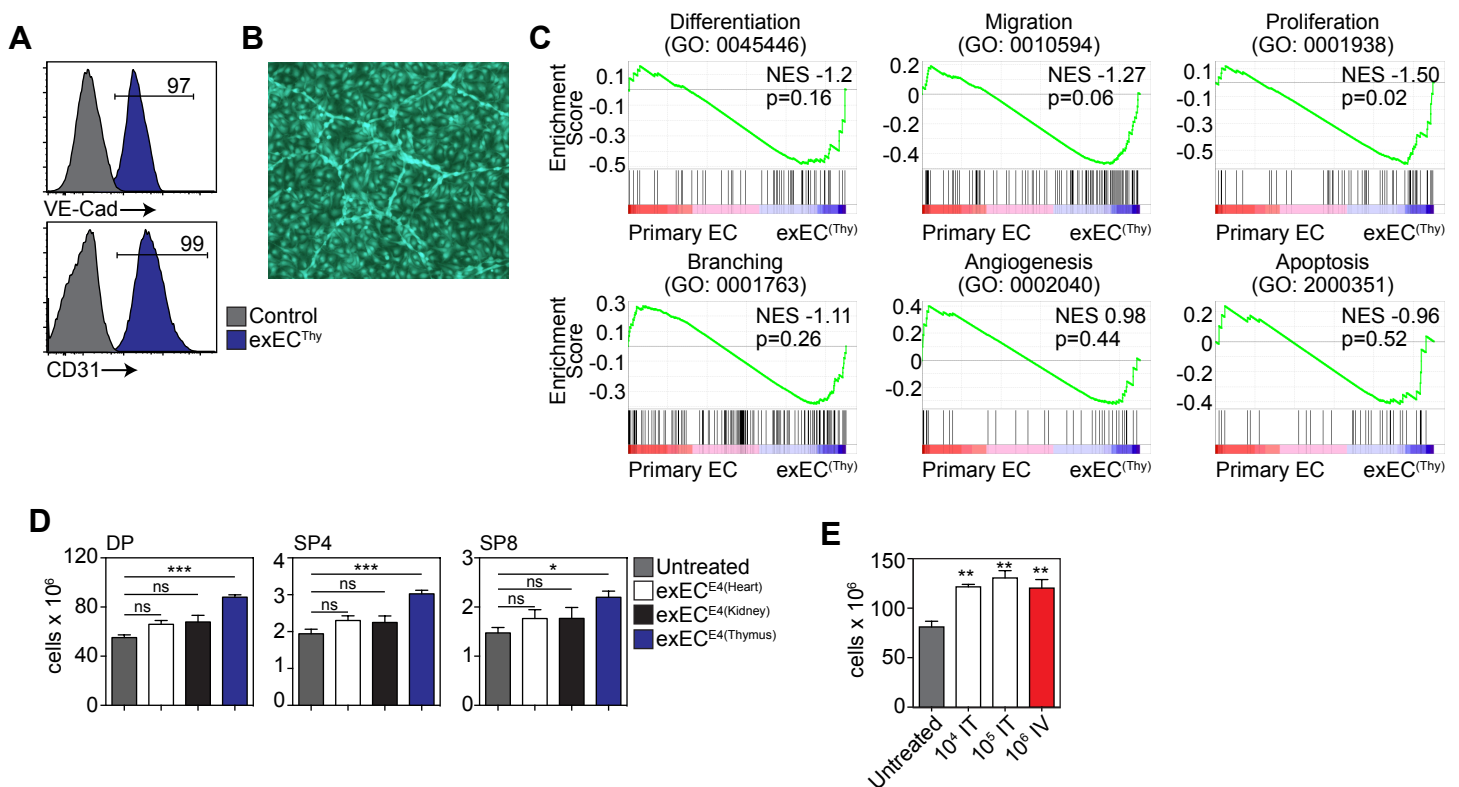 A
97
VE-Cad
99
CD31
Control
exEC^Thy
B
C
Differentiation
(GO: 0045446)
NES -1.2
p=0.16
Enrichment
Score
0.1
-0.1
-0.3
-0.5
Primary EC
exEC^(Thy)
Migration
(GO: 0010594)
NES -1.27
p=0.06
0.2
0
-0.2
-0.4
Primary EC
exEC^(Thy)
Proliferation
(GO: 0001938)
NES -1.50
p=0.02
0.1
-0.1
-0.3
-0.5
Primary EC
exEC^(Thy)
Branching
(GO: 0001763)
NES -1.11
p=0.26
Enrichment
Score
0.3
0.1
-0.1
-0.3
Primary EC
exEC^(Thy)
Angiogenesis
(GO: 0002040)
NES 0.98
p=0.44
0.4
0.2
0
-0.2
Primary EC
exEC^(Thy)
Apoptosis
(GO: 2000351)
NES -0.96
p=0.52
0.2
0
-0.2
-0.4
Primary EC
exEC^(Thy)
D
DP
cells x 10^6
120
80
40
0
***
ns
ns
SP4
4
3
2
1
0
***
ns
ns
SP8
3
2
1
0
*
ns
ns
Untreated
exEC^E4(Heart)
exEC^E4(Kidney)
exEC^E4(Thymus)
E
cells x 10^6
150
100
50
0
**
**
**
Untreated
10^4 IT
10^5 IT
10^6 IV